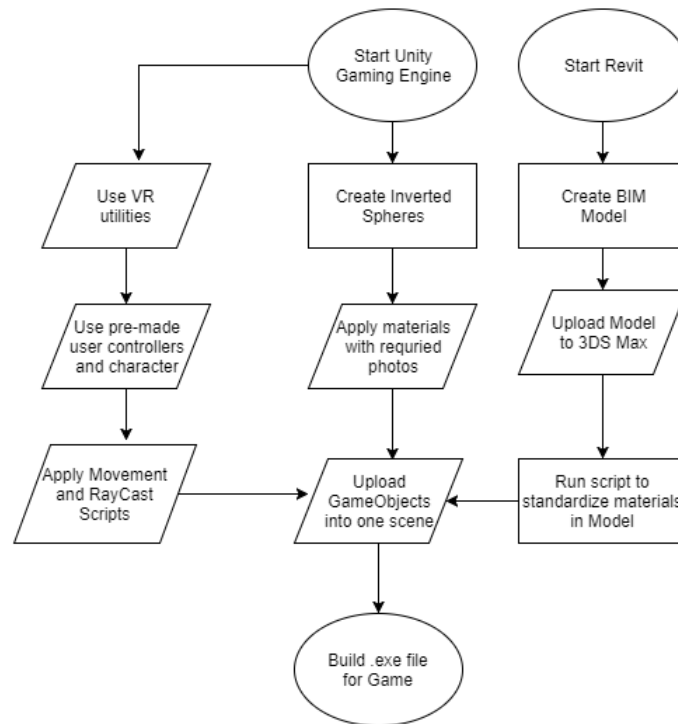 Start Unity
Gaming Engine
Start Revit
Use VR
utilities
Create Inverted
Spheres
Create BIM
Model
Use pre-made
user controllers
and character
Apply materials
with requried
photos
Upload Model
to 3DS Max
Apply Movement
and RayCast
Scripts
Upload
GameObjects
into one scene
Run script to
standardize materials
in Model
Build .exe file
for Game